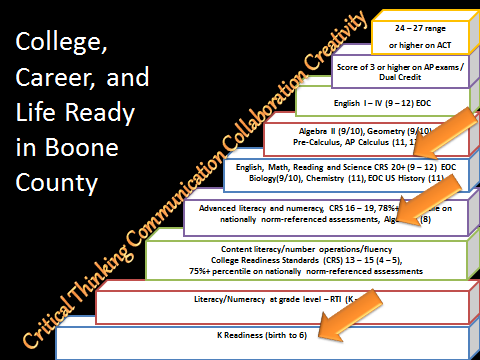 College,
Career, and
Life Ready
in Boone
County
Critical Thinking Communication Collaboration Creativity
24 – 27 range
or higher on ACT
Score of 3 or higher on AP exams /
Dual Credit
English I – IV (9 – 12) EOC
Algebra II (9/10), Geometry (9/10)
Pre-Calculus, AP Calculus (11,
English, Math, Reading and Science CRS 20+ (9 – 12) EOC
Biology(9/10), Chemistry (11), EOC US History (11)
Advanced literacy and numeracy, CRS 16 – 19, 78%+ on
nationally norm-referenced assessments, (8)
Content literacy/number operations/fluency
College Readiness Standards (CRS) 13 – 15 (4 – 5),
75%+ percentile on nationally norm-referenced assessments
Literacy/Numeracy at grade level – RTI (K
K Readiness (birth to 6)